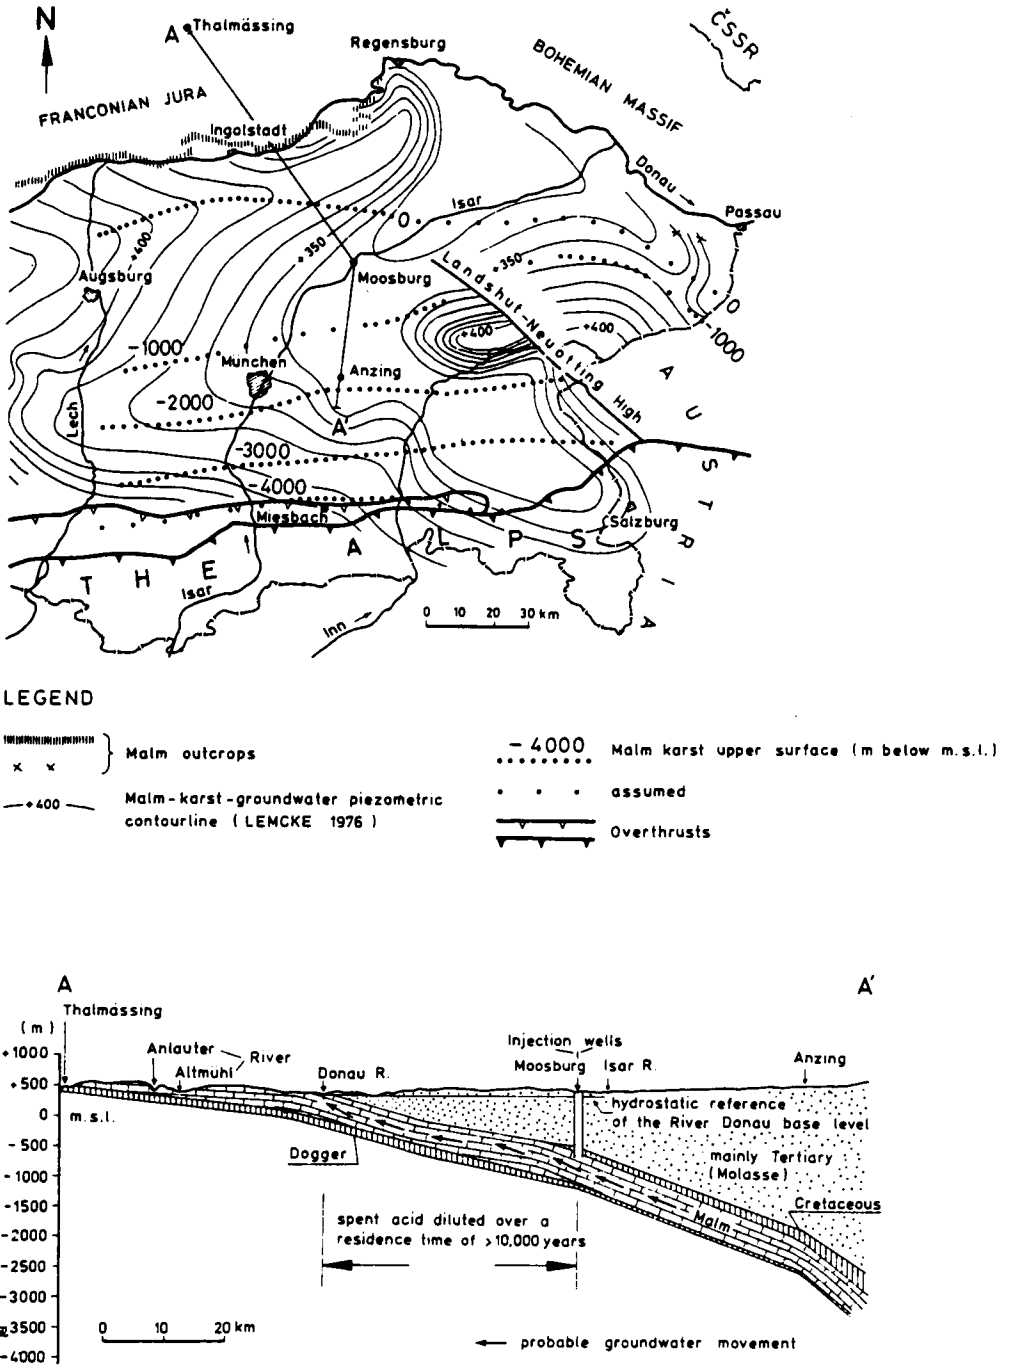 N
A Thalmässing
Regensburg
ČSSR
BOHEMIAN MASSIF
FRANCONIAN JURA
Ingolstadt
Donau
Isar
Passau
0
+400
+350
+350
Augsburg
Moosburg
Landshut-Neuötting High
0
-1000
+400
+400
-1000
München
Anzing
-2000
A'
Lech
-3000
-4000
Miesbach
Salzburg
THE ALPS
AUSTRIA
Isar
Inn
0 10 20 30 km
LEGEND
Malm outcrops
+400
Malm-karst-groundwater piezometric
contourline (LEMCKE 1976)
- 4000
Malm karst upper surface (m below m.s.l.)
assumed
Overthrusts
A
A'
Thalmässing
(m)
+1000
+500
0
- 500
- 1000
-1500
-2000
-2500
-3000
-3500
-4000
m.s.l.
Anlauter
Altmühl
River
Donau R.
Injection wells
Moosburg
Isar R.
Anzing
hydrostatic reference
of the River Donau base level
mainly Tertiary
(Molasse)
Dogger
Cretaceous
Malm
spent acid diluted over a
residence time of >10.000 years
0 10 20 km
probable groundwater movement